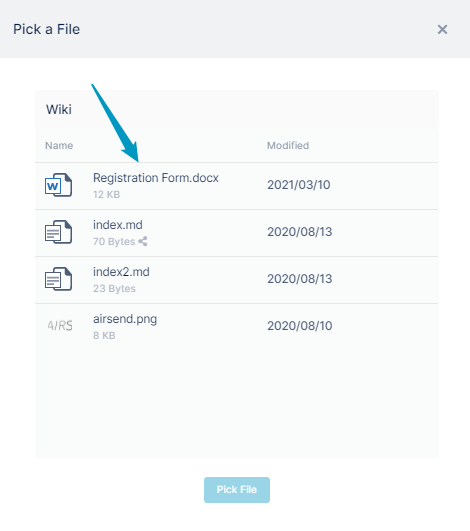 Pick a File
Wiki
Name Modified
Registration Form.docx 2021/03/10
12 KB
index.md 2020/08/13
70 Bytes
index2.md 2020/08/13
23 Bytes
airsend.png 2020/08/10
8 KB
AIRS
W
Pick File